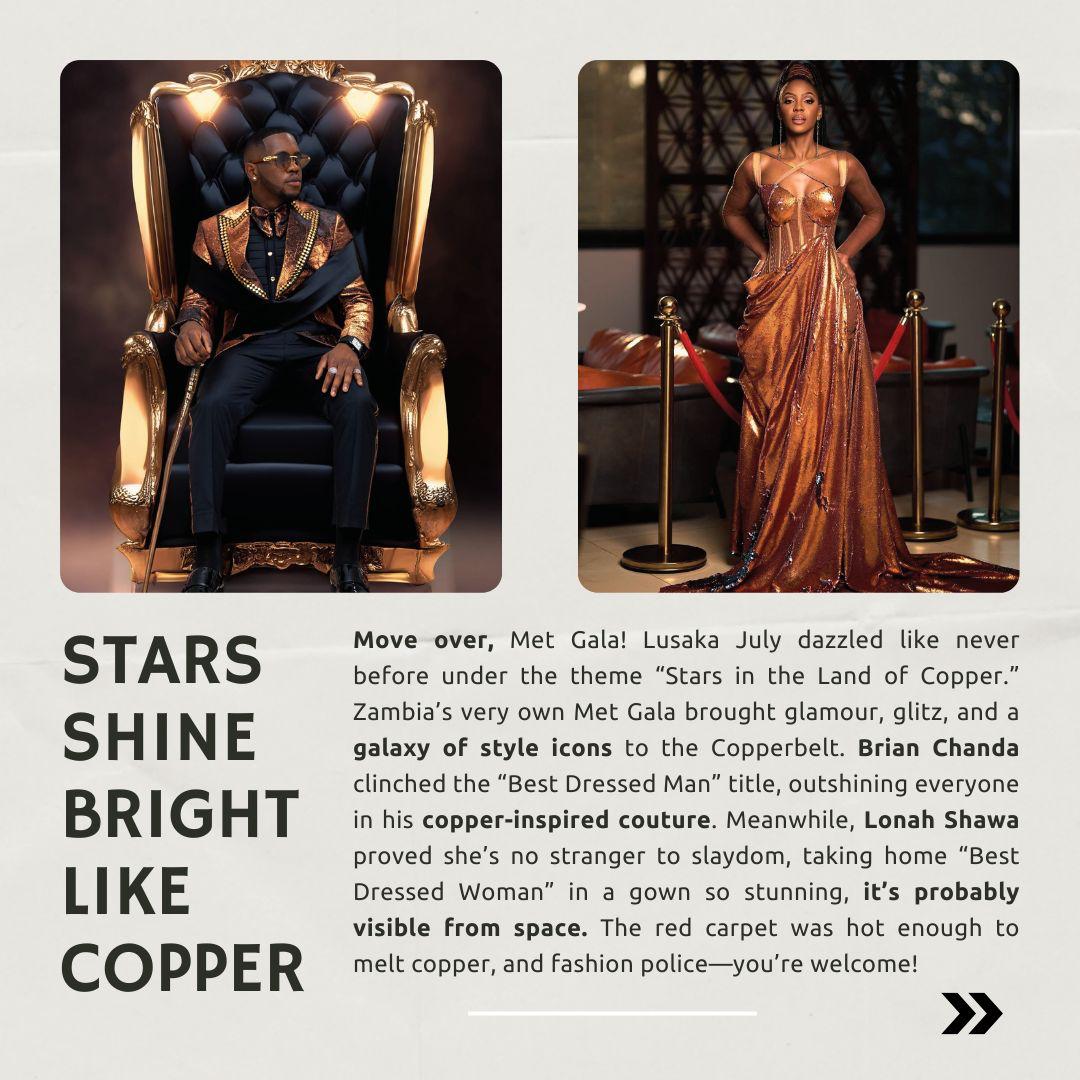 STARS
SHINE
BRIGHT
LIKE
COPPER
Move over, Met Gala! Lusaka July dazzled like never
before under the theme “Stars in the Land of Copper.”
Zambia’s very own Met Gala brought glamour, glitz, and a
galaxy of style icons to the Copperbelt. Brian Chanda
clinched the “Best Dressed Man” title, outshining everyone
in his copper-inspired couture. Meanwhile, Lonah Shawa
proved she’s no stranger to slaydom, taking home “Best
Dressed Woman” in a gown so stunning, it’s probably
visible from space. The red carpet was hot enough to
melt copper, and fashion police—you’re welcome!